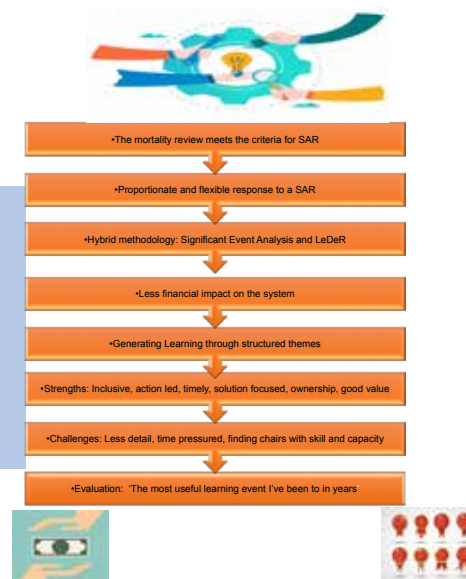 •The mortality review meets the criteria for SAR
•Proportionate and flexible response to a SAR
•Hybrid methodology: Significant Event Analysis and LeDeR
•Less financial impact on the system
•Generating Learning through structured themes
•Strengths: Inclusive, action led, timely, solution focused, ownership, good value
•Challenges: Less detail, time pressured, finding chairs with skill and capacity
•Evaluation: ‘The most useful learning event I’ve been to in years’